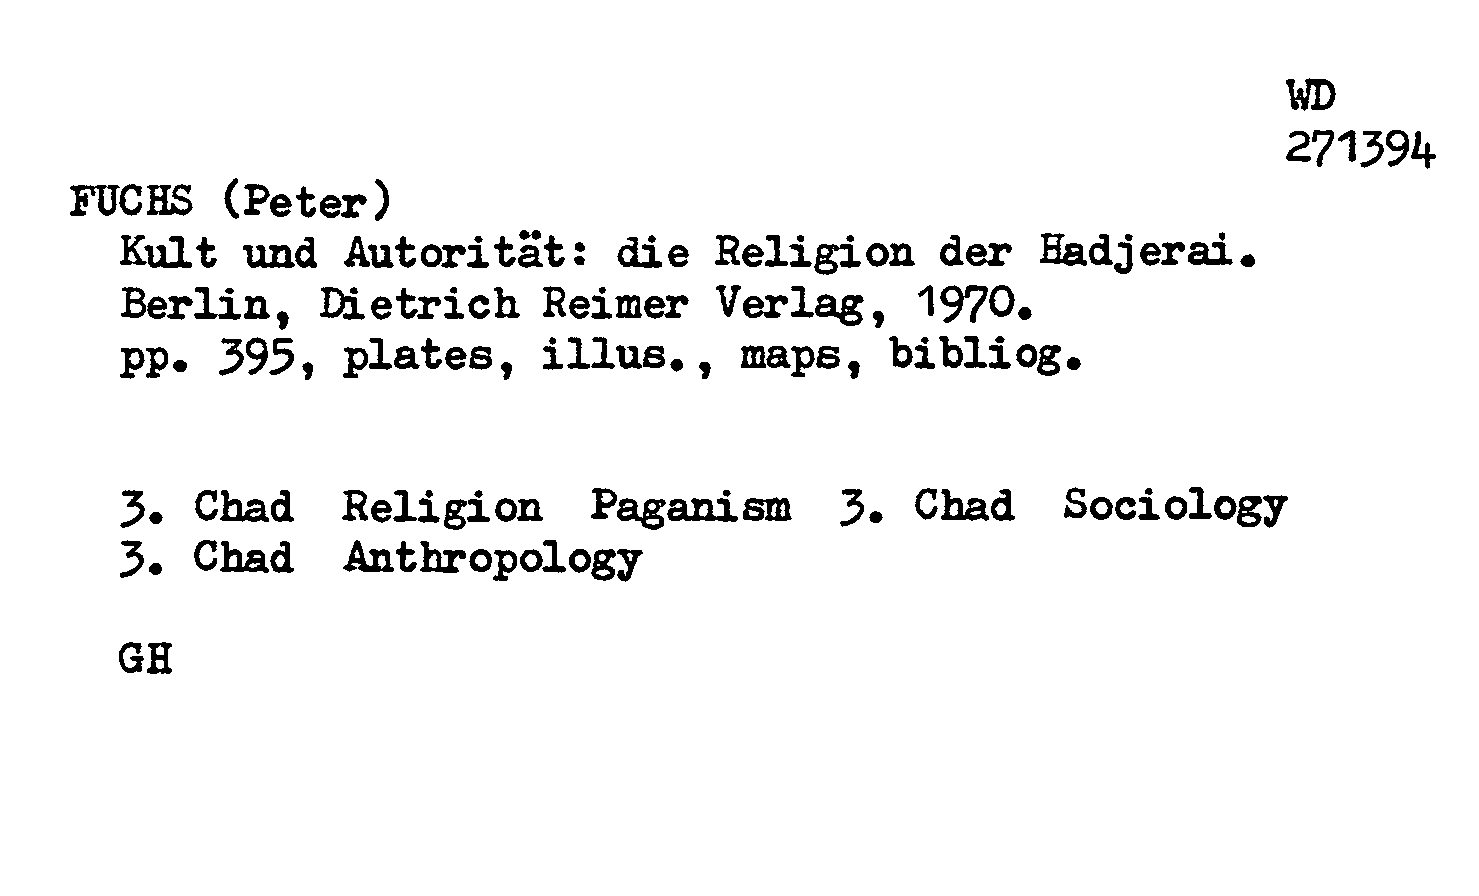 WD
271394
FUCHS (Peter)
Kult und Autorität: die Religion der Hadjerai.
Berlin, Dietrich Reimer Verlag, 1970.
pp. 395, plates, illus., maps, bibliog.
3. Chad Religion Paganism 3. Chad Sociology
3. Chad Anthropology
GH